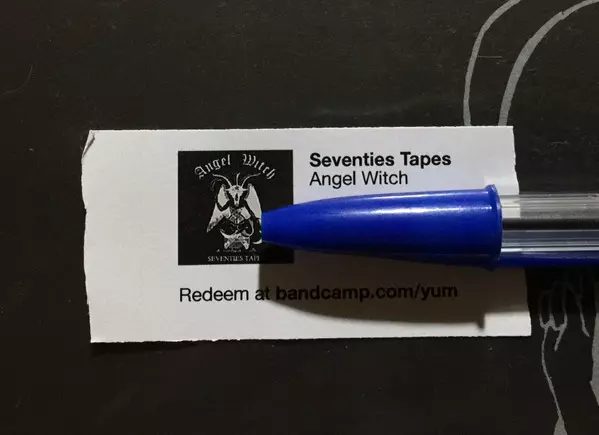 Angel Witch
SEVENTIES TAPE
Seventies Tapes
Angel Witch
Redeem at bandcamp.com/yum